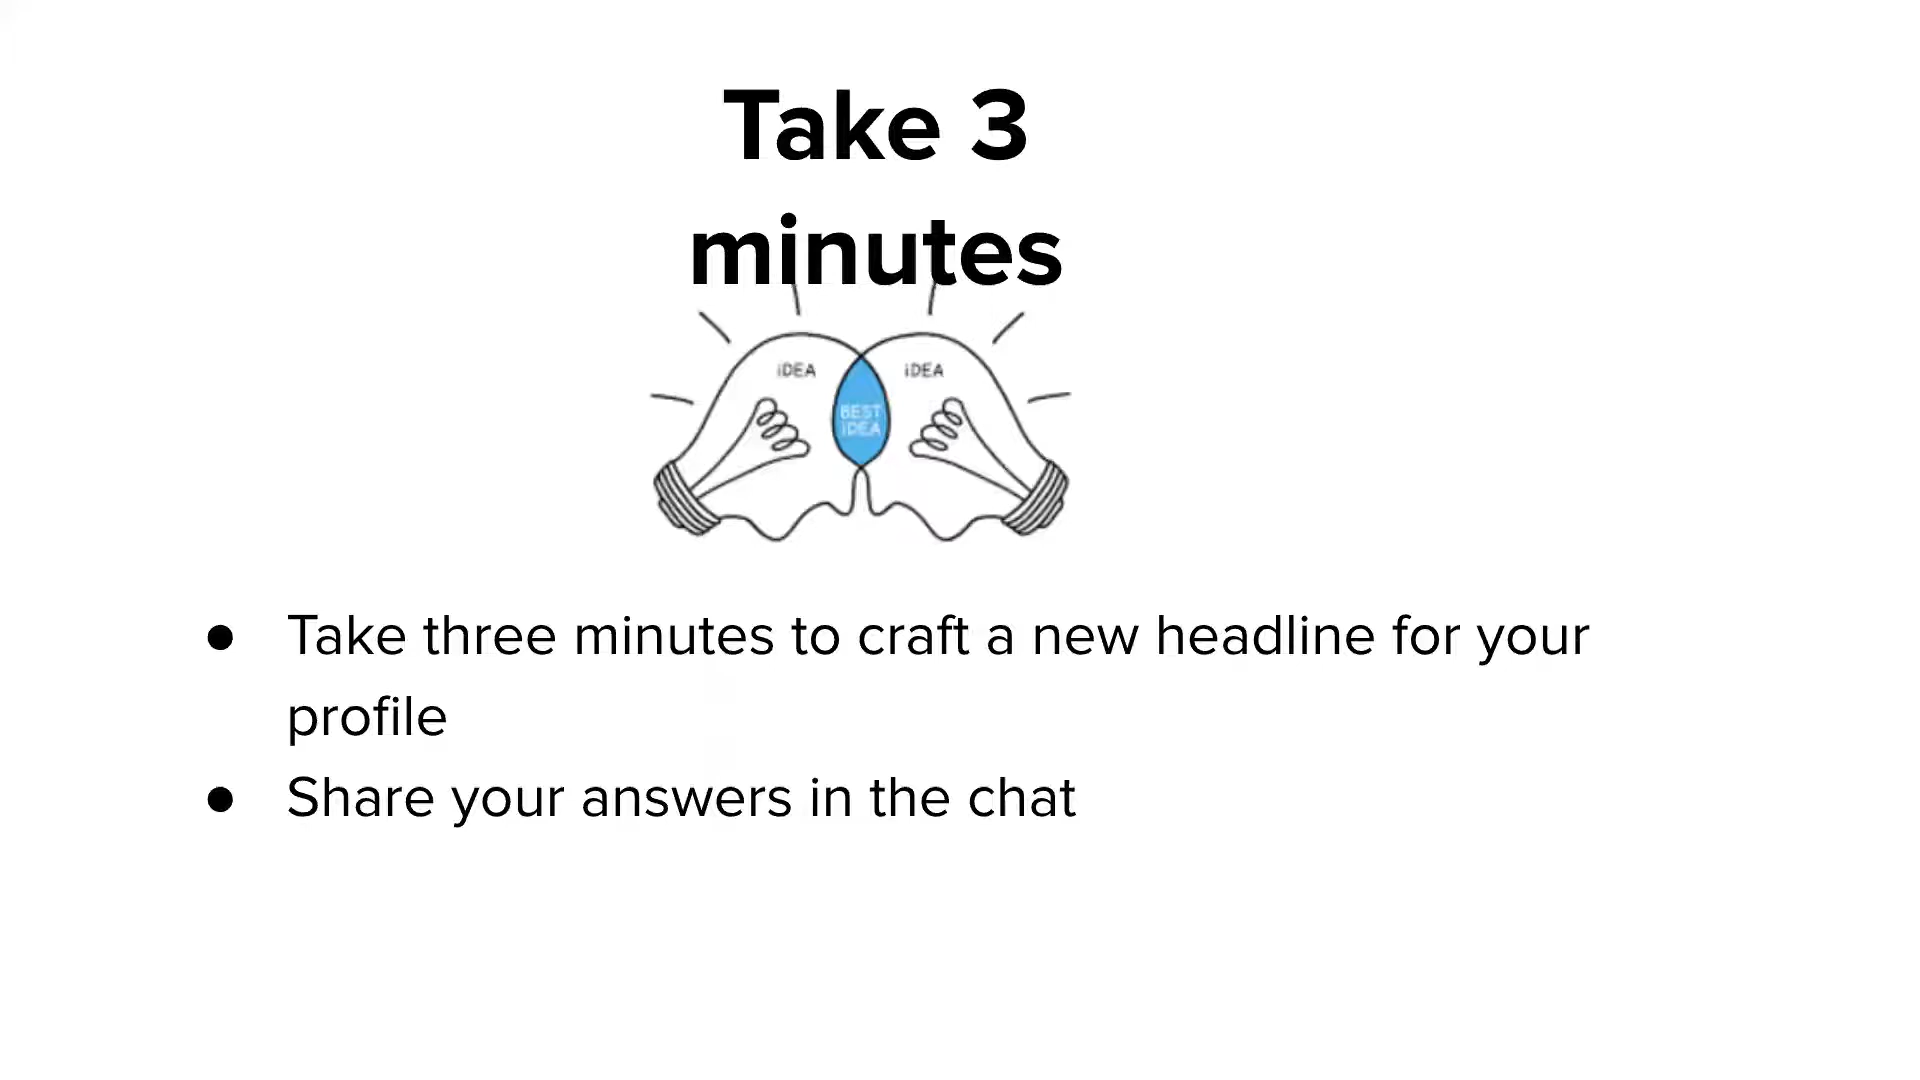 Take 3
minutes
iDEA
iDEA
BEST
iDEA
● Take three minutes to craft a new headline for your
profile
● Share your answers in the chat